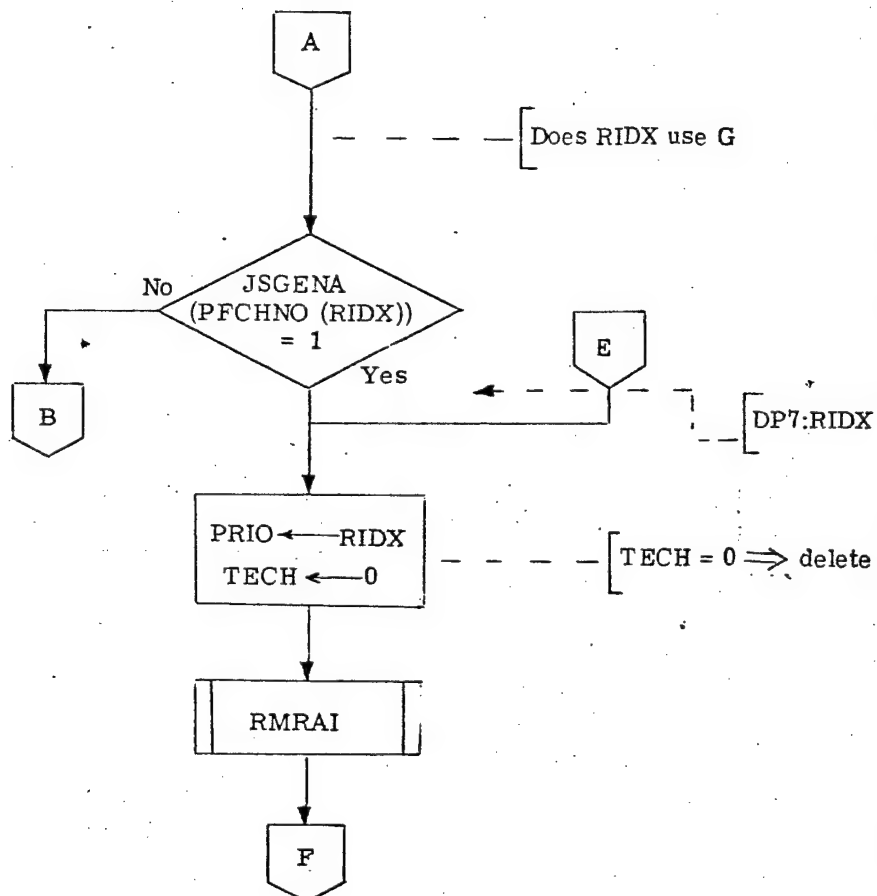 A
Does RIDX use G
No
JSGENA
(PFCHNO (RIDX))
= 1
Yes
E
B
DP7:RIDX
PRIO ← RIDX
TECH ← 0
TECH = 0 ⟹ delete
RMRAI
F